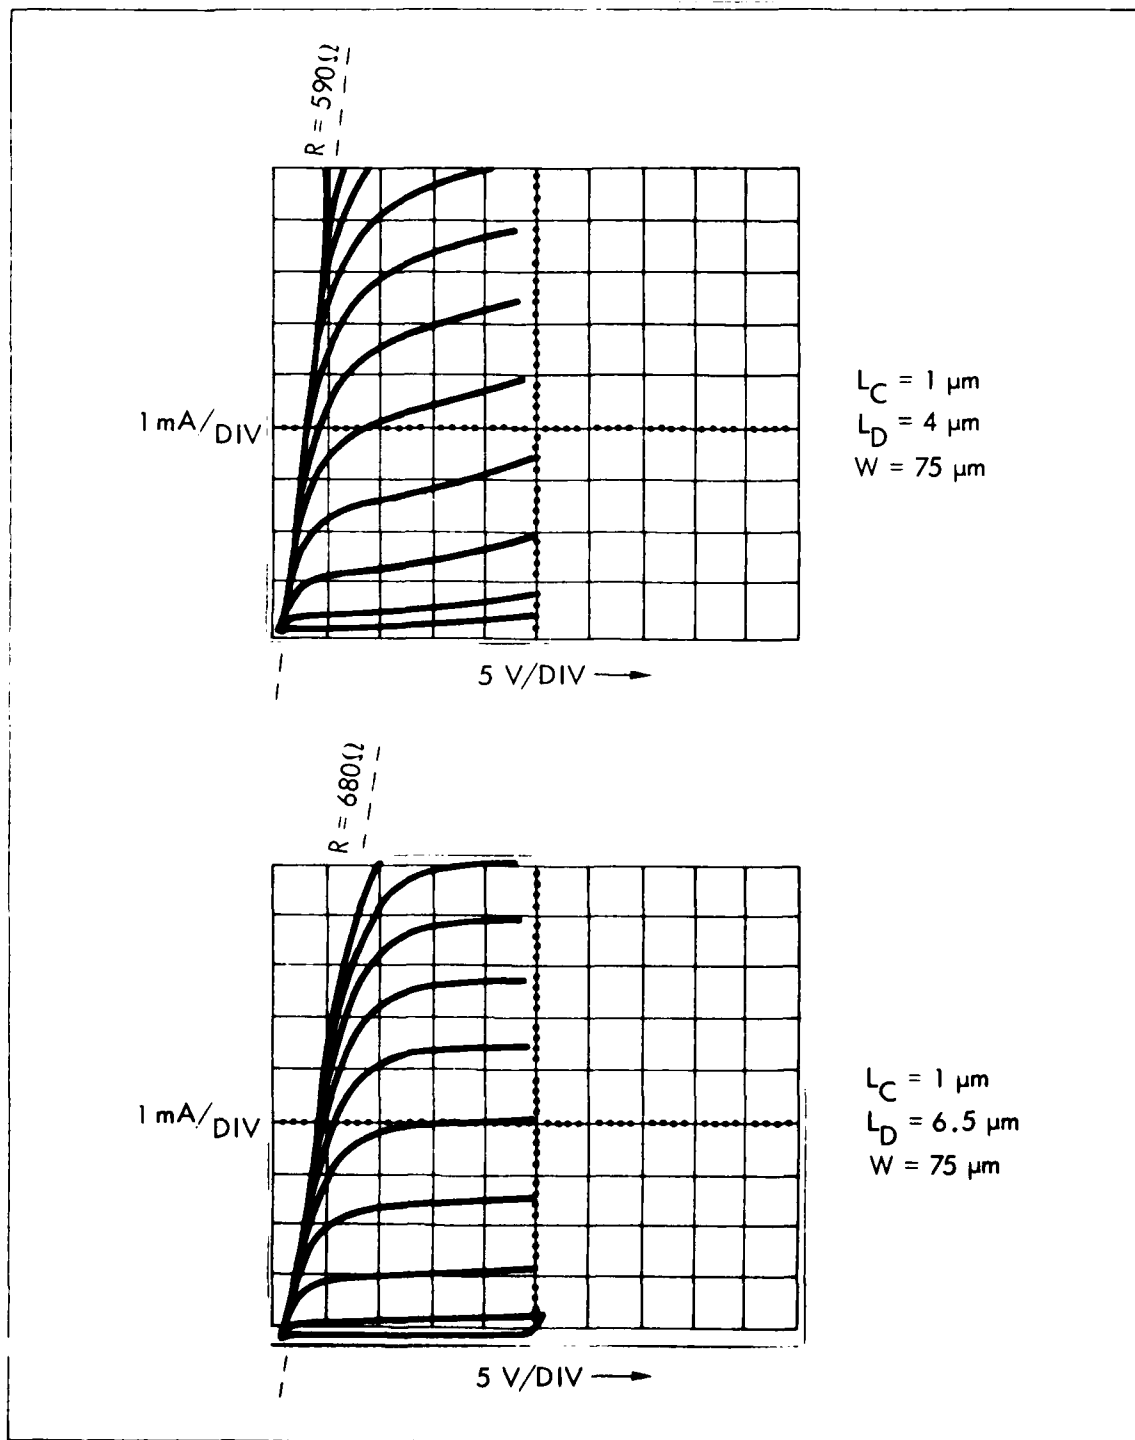 R = 590Ω
1 mA/DIV
L_C = 1 μm
L_D = 4 μm
W = 75 μm
5 V/DIV →
R = 680Ω
1 mA/DIV
L_C = 1 μm
L_D = 6.5 μm
W = 75 μm
5 V/DIV →